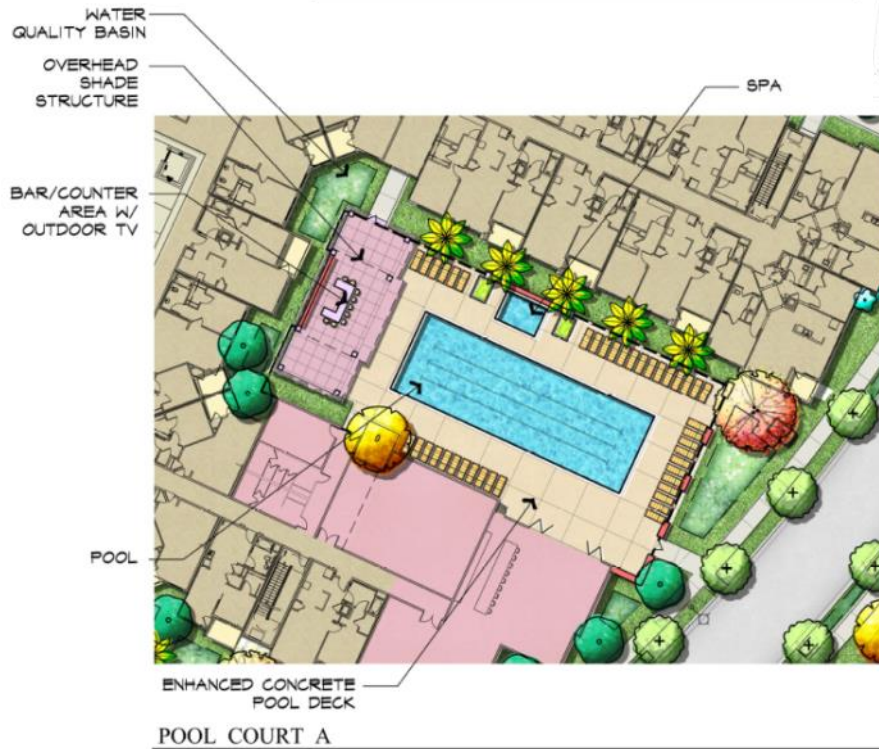 WATER
QUALITY BASIN
OVERHEAD
SHADE
STRUCTURE
SPA
BAR/COUNTER
AREA W/
OUTDOOR TV
POOL
ENHANCED CONCRETE
POOL DECK
POOL COURT A